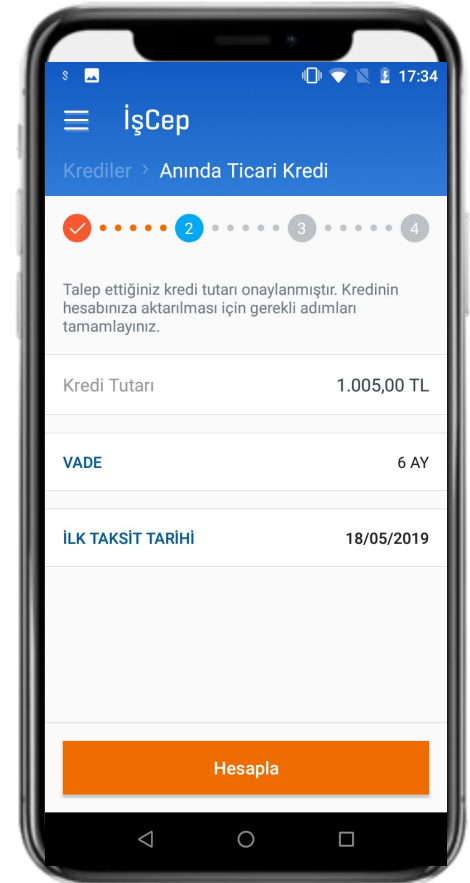 17:34
İşCep
Krediler > Anında Ticari Kredi
2
3
4
Talep ettiğiniz kredi tutarı onaylanmıştır. Kredinin
hesabınıza aktarılması için gerekli adımları
tamamlayınız.
Kredi Tutarı 1.005,00 TL
VADE 6 AY
İLK TAKSİT TARİHİ 18/05/2019
Hesapla